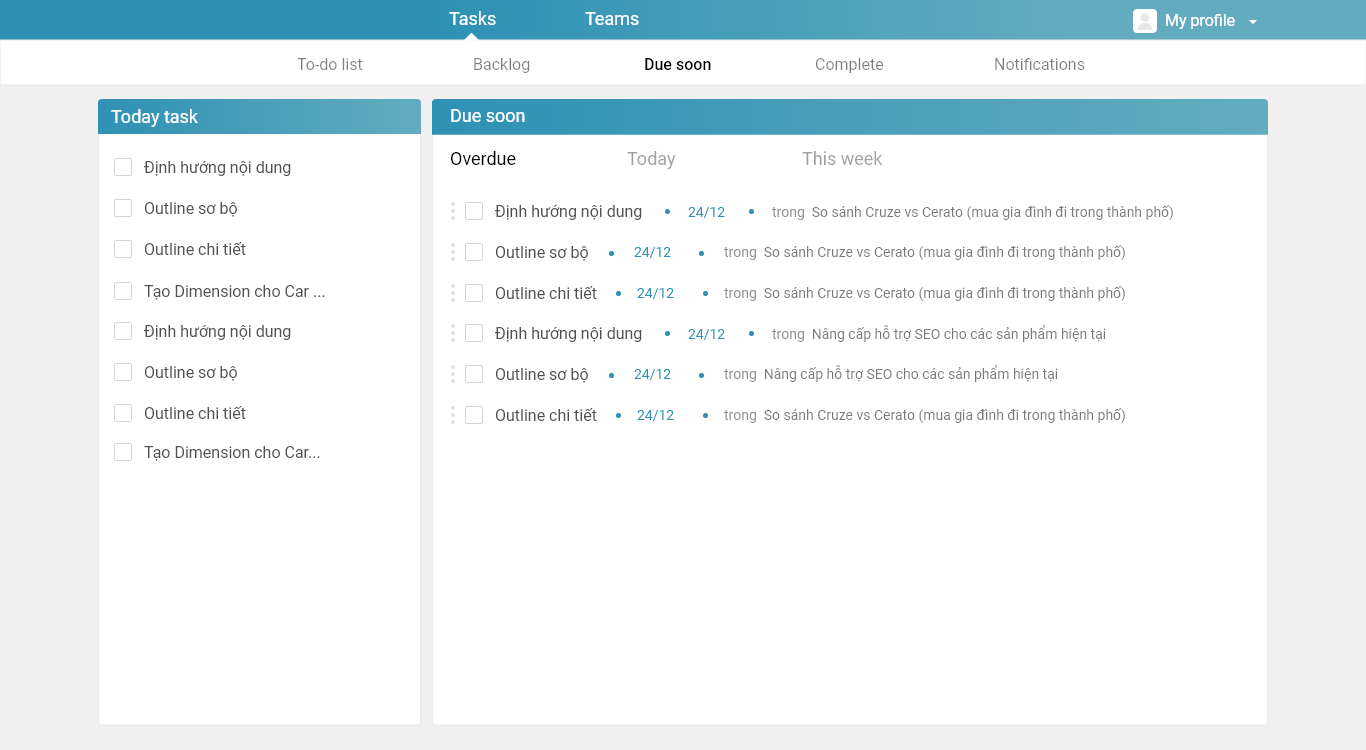 Tasks Teams My profile
To-do list Backlog Due soon Complete Notifications
Today task
Định hướng nội dung
Outline sơ bộ
Outline chi tiết
Tạo Dimension cho Car ...
Định hướng nội dung
Outline sơ bộ
Outline chi tiết
Tạo Dimension cho Car...
Due soon
Overdue Today This week
Định hướng nội dung • 24/12 • trong So sánh Cruze vs Cerato (mua gia đình đi trong thành phố)
Outline sơ bộ • 24/12 • trong So sánh Cruze vs Cerato (mua gia đình đi trong thành phố)
Outline chi tiết • 24/12 • trong So sánh Cruze vs Cerato (mua gia đình đi trong thành phố)
Định hướng nội dung • 24/12 • trong Nâng cấp hỗ trợ SEO cho các sản phẩm hiện tại
Outline sơ bộ • 24/12 • trong Nâng cấp hỗ trợ SEO cho các sản phẩm hiện tại
Outline chi tiết • 24/12 • trong So sánh Cruze vs Cerato (mua gia đình đi trong thành phố)